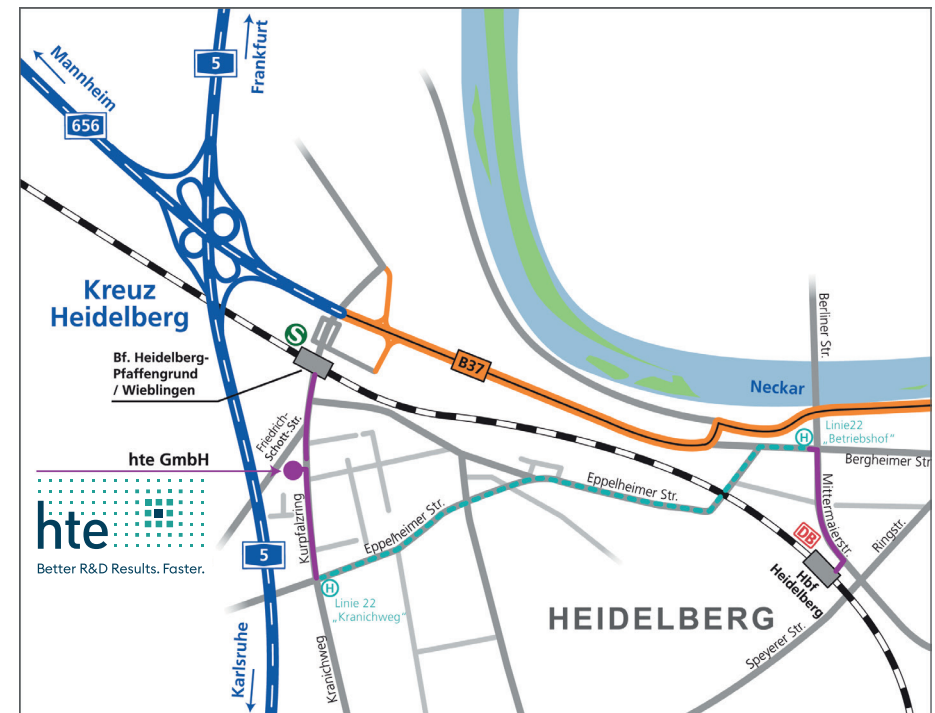 Mannheim
5
Frankfurt
656
Kreuz
Heidelberg
S
Bf. Heidelberg-
Pfaffengrund
/ Wieblingen
B37
Berliner Str.
Neckar
H
Linie22
„Betriebshof“
Bergheimer Str
Friedrich-
Schott-Str.
hte GmbH
hte
Better R&D Results. Faster.
Kurpfalzring
Eppelheimer Str.
Eppelheimer Str.
Mittermaierstr.
Ringstr.
DB
Hbf
Heidelberg
5
H
Linie 22
„Kranichweg“
HEIDELBERG
Speyerer Str.
Kranichweg
Karlsruhe